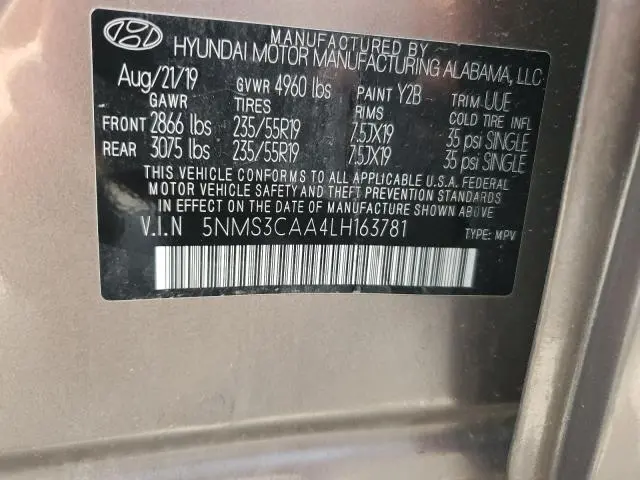 MANUFACTURED BY
HYUNDAI MOTOR MANUFACTURING ALABAMA, LLC
Aug/21/19 GVWR 4960 lbs PAINT Y2B TRIM UUE
GAWR TIRES RIMS COLD TIRE INFL
FRONT 2866 lbs 235/55R19 7.5JX19 35 psi SINGLE
REAR 3075 lbs 235/55R19 7.5JX19 35 psi SINGLE
THIS VEHICLE CONFORMS TO ALL APPLICABLE U.S.A. FEDERAL
MOTOR VEHICLE SAFETY AND THEFT PREVENTION STANDARDS
IN EFFECT ON THE DATE OF MANUFACTURE SHOWN ABOVE
V.I.N 5NMS3CAA4LH163781 TYPE: MPV